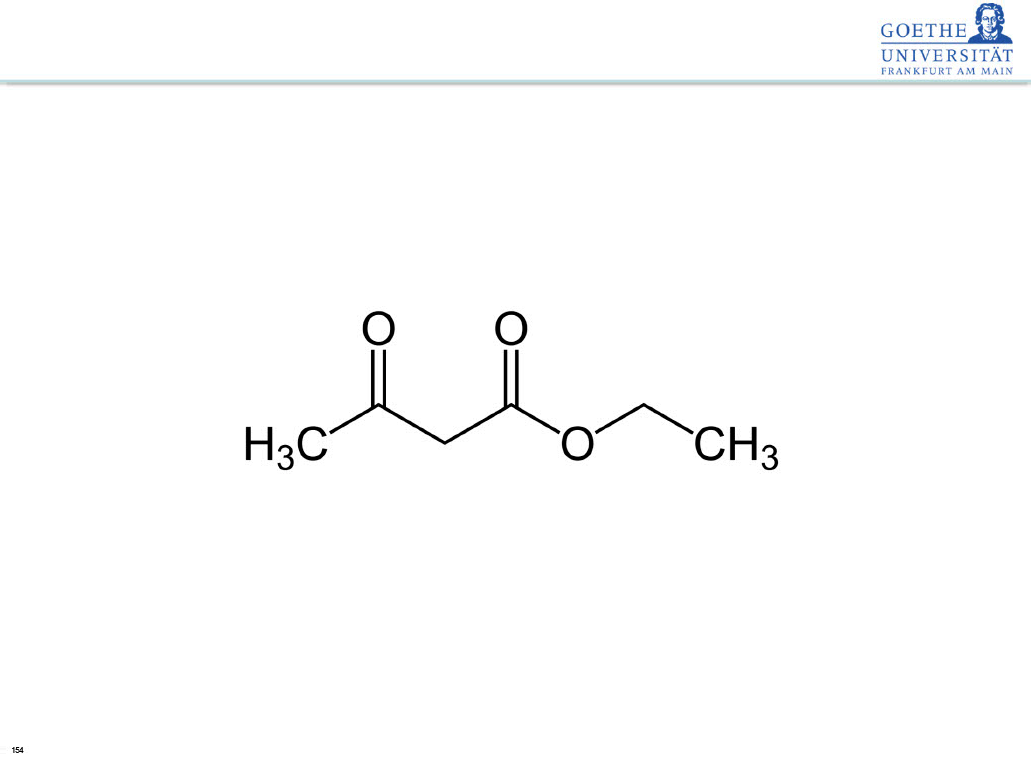 GOETHE
UNIVERSITÄT
FRANKFURT AM MAIN
O O
H₃C O CH₃
154